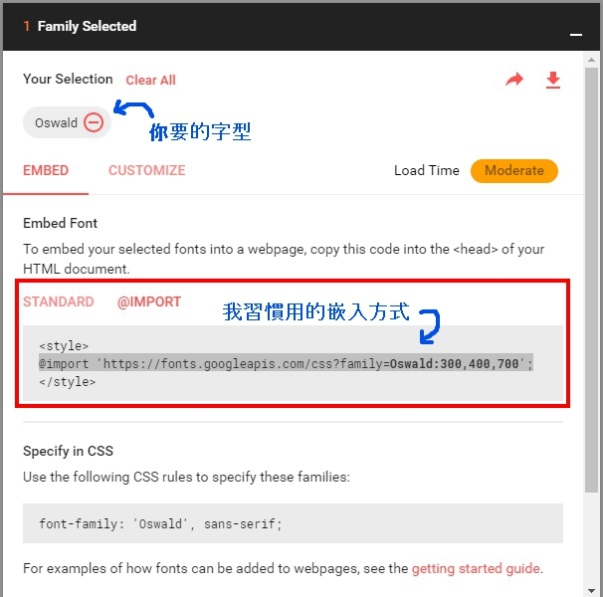 1 Family Selected
Your Selection Clear All
Oswald
你要的字型
EMBED CUSTOMIZE Load Time Moderate
Embed Font
To embed your selected fonts into a webpage, copy this code into the <head> of your
HTML document.
STANDARD @IMPORT
我習慣用的嵌入方式
<style>
@import 'https://fonts.googleapis.com/css?family=Oswald:300,400,700';
</style>
Specify in CSS
Use the following CSS rules to specify these families:
font-family: 'Oswald', sans-serif;
For examples of how fonts can be added to webpages, see the getting started guide.